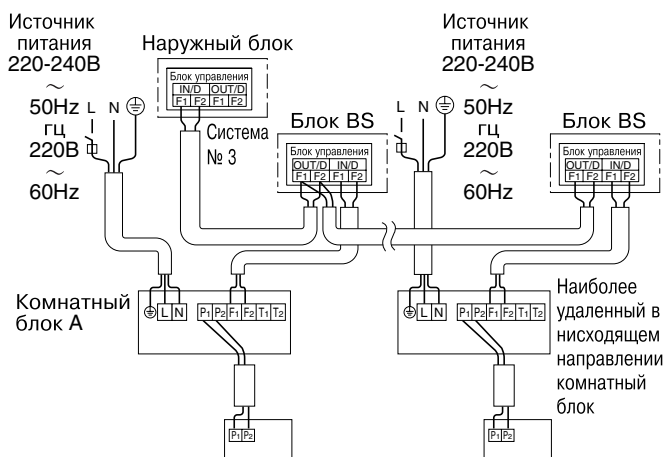 Источник
питания
220-240В
~
50Hz
гц
220В
~
60Hz
L N
Наружный блок
Блок управления
IN/D OUT/D
F1 F2 F1 F2
Система
№ 3
Блок BS
Блок управления
OUT/D IN/D
F1 F2 F1 F2
Источник
питания
220-240В
~
50Hz
гц
220В
~
60Hz
L N
Блок BS
Блок управления
OUT/D IN/D
F1 F2 F1 F2
Комнатный
блок А
L N
P1 P2 F1 F2 T1 T2
P1 P2
L N
P1 P2 F1 F2 T1 T2
P1 P2
Наиболее
удаленный в
нисходящем
направлении
комнатный
блок